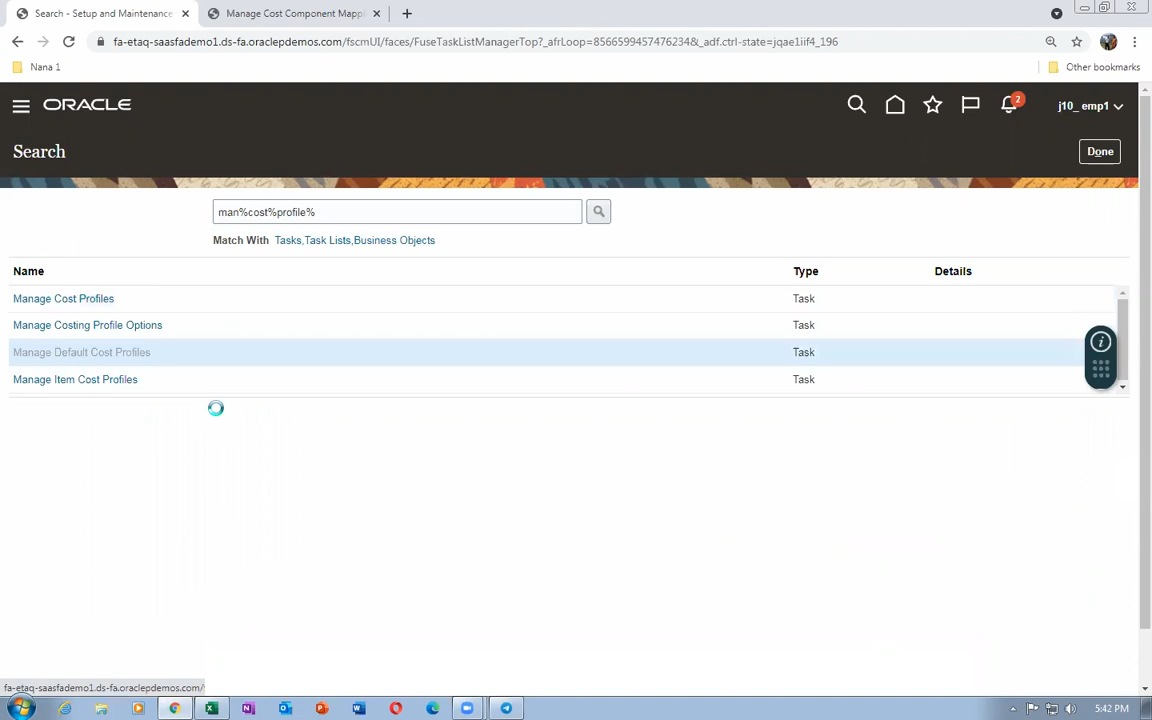 Search - Setup and Maintenance
Manage Cost Component Mappi
fa-etaq-saasfademo1.ds-fa.oraclepdemos.com/fscmUI/faces/FuseTaskListManagerTop?_afrLoop=85665994574762348&_adf.ctrl-state=jqae1iif4_196
Nana 1
Other bookmarks
ORACLE
2
j10_ emp1
Search
Done
man%cost%profile%
Match With Tasks,Task Lists,Business Objects
Name Type Details
Manage Cost Profiles Task
Manage Costing Profile Options Task
Manage Default Cost Profiles Task
Manage Item Cost Profiles Task
fa-etaq-saasfademo1.ds-fa.oraclepdemos.com/
5:42 PM